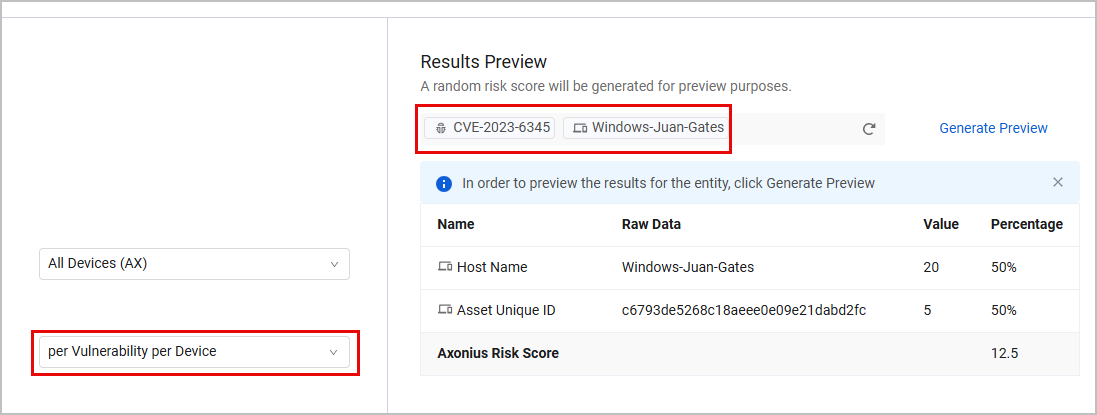 All Devices (AX)
per Vulnerability per Device
Results Preview
A random risk score will be generated for preview purposes.
CVE-2023-6345 Windows-Juan-Gates Generate Preview
In order to preview the results for the entity, click Generate Preview
Name Raw Data Value Percentage
Host Name Windows-Juan-Gates 20 50%
Asset Unique ID c6793de5268c18aeee0e09e21dabd2fc 5 50%
Axonius Risk Score 12.5